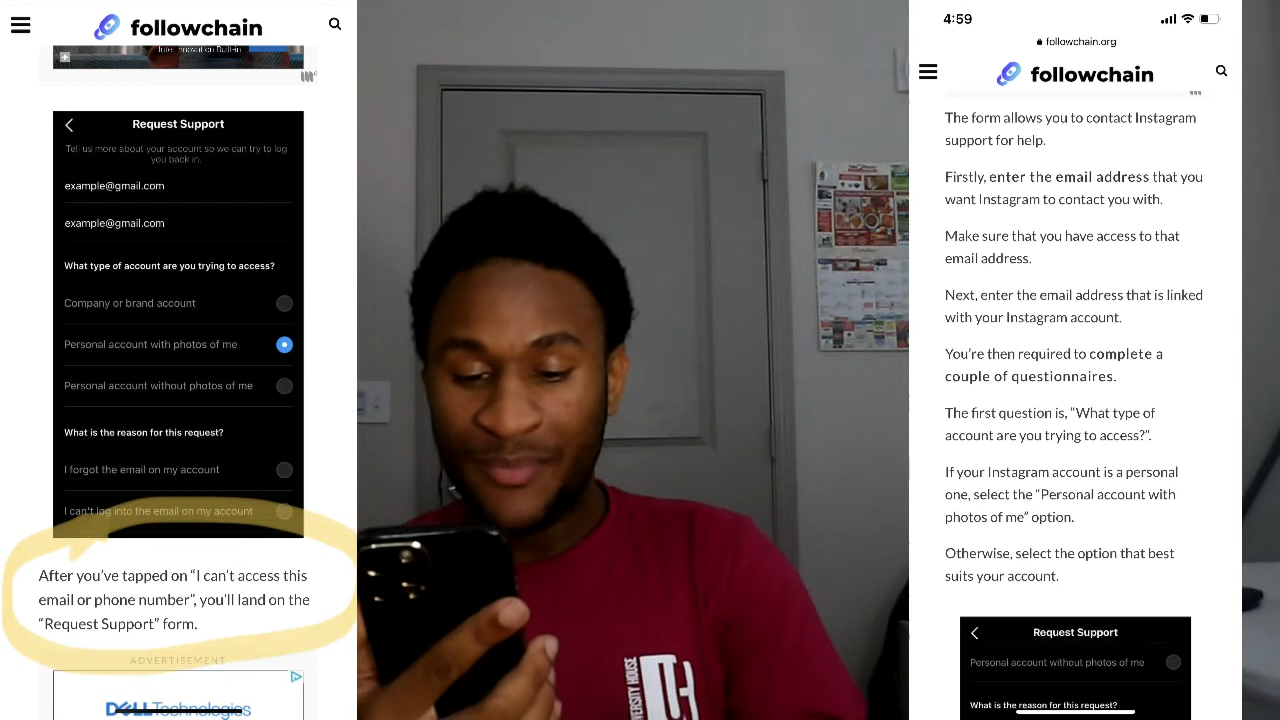 followchain
Request Support
Tell us more about your account so we can try to log
you back in.
example@gmail.com
example@gmail.com
What type of account are you trying to access?
Company or brand account
Personal account with photos of me
Personal account without photos of me
What is the reason for this request?
I forgot the email on my account
I can't log into the email on my account
After you've tapped on “I can't access this
email or phone number”, you'll land on the
“Request Support” form.
ADVERTISEMENT
DELL Technologies
4:59
followchain.org
followchain
The form allows you to contact Instagram
support for help.
Firstly, enter the email address that you
want Instagram to contact you with.
Make sure that you have access to that
email address.
Next, enter the email address that is linked
with your Instagram account.
You’re then required to complete a
couple of questionnaires.
The first question is, “What type of
account are you trying to access?”.
If your Instagram account is a personal
one, select the “Personal account with
photos of me” option.
Otherwise, select the option that best
suits your account.
Request Support
Personal account without photos of me
What is the reason for this request?